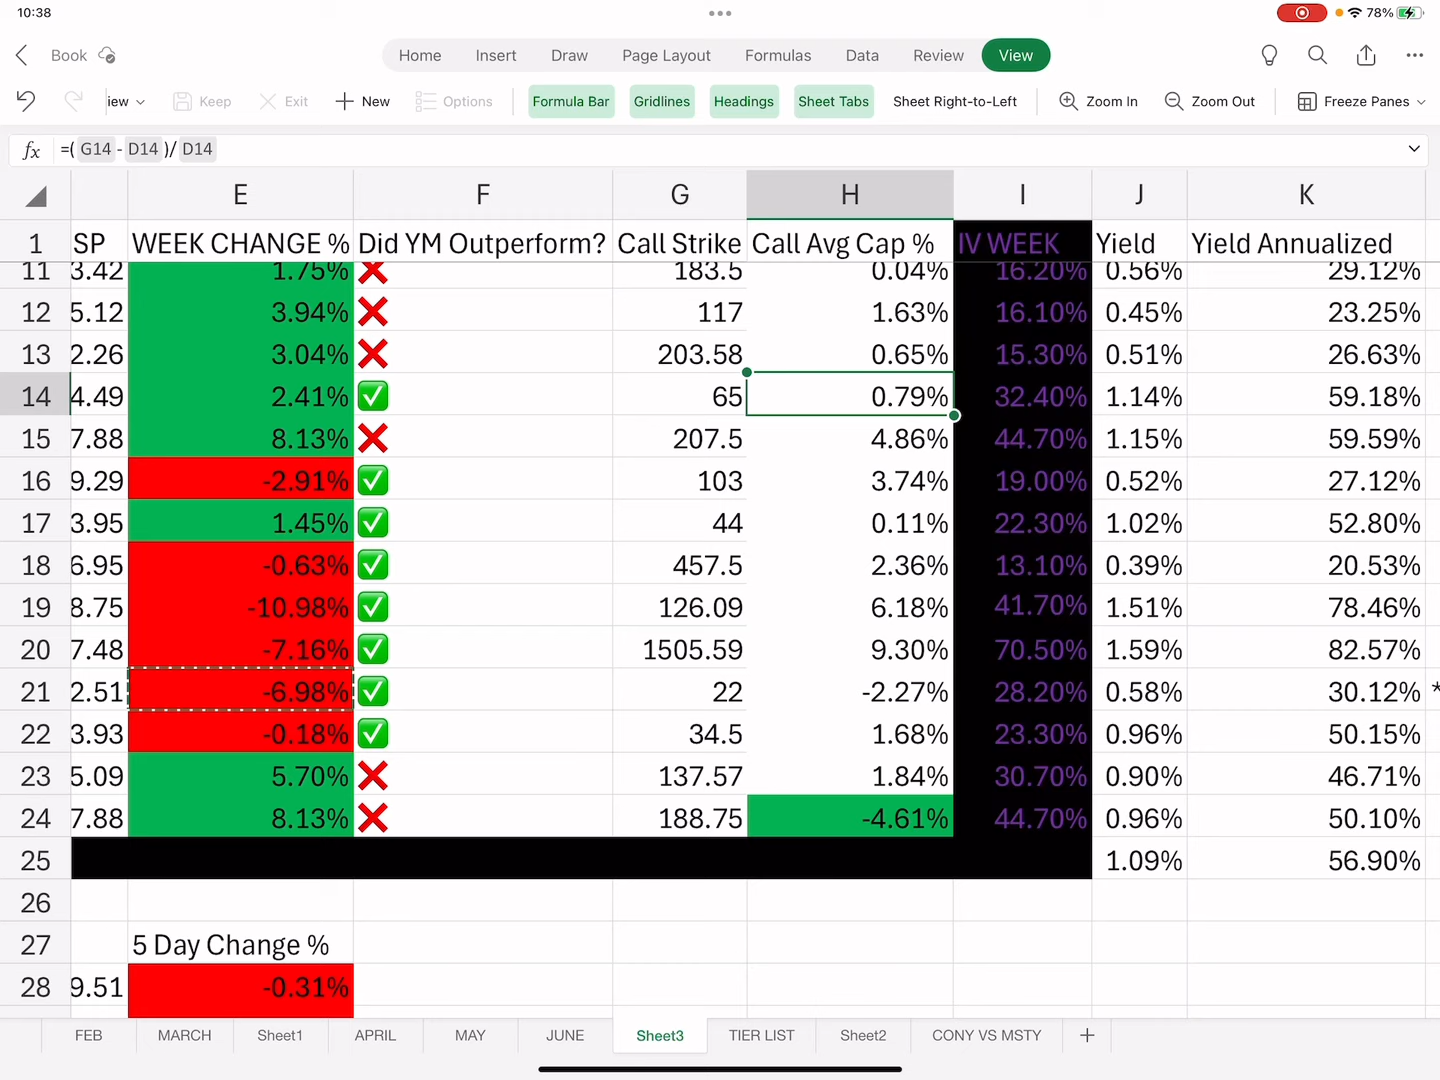 10:38
78%
Book
Home Insert Draw Page Layout Formulas Data Review View
iew Keep Exit New Options Formula Bar Gridlines Headings Sheet Tabs Sheet Right-to-Left Zoom In Zoom Out Freeze Panes
fx =( G14 - D14 )/ D14
E F G H I J K
1 SP WEEK CHANGE % Did YM Outperform? Call Strike Call Avg Cap % IV WEEK Yield Yield Annualized
11 3.42 1.75% ❌ 183.5 0.04% 16.20% 0.56% 29.12%
12 5.12 3.94% ❌ 117 1.63% 16.10% 0.45% 23.25%
13 2.26 3.04% ❌ 203.58 0.65% 15.30% 0.51% 26.63%
14 4.49 2.41% ✅ 65 0.79% 32.40% 1.14% 59.18%
15 7.88 8.13% ❌ 207.5 4.86% 44.70% 1.15% 59.59%
16 9.29 -2.91% ✅ 103 3.74% 19.00% 0.52% 27.12%
17 3.95 1.45% ✅ 44 0.11% 22.30% 1.02% 52.80%
18 6.95 -0.63% ✅ 457.5 2.36% 13.10% 0.39% 20.53%
19 8.75 -10.98% ✅ 126.09 6.18% 41.70% 1.51% 78.46%
20 7.48 -7.16% ✅ 1505.59 9.30% 70.50% 1.59% 82.57%
21 2.51 -6.98% ✅ 22 -2.27% 28.20% 0.58% 30.12% *
22 3.93 -0.18% ✅ 34.5 1.68% 23.30% 0.96% 50.15%
23 5.09 5.70% ❌ 137.57 1.84% 30.70% 0.90% 46.71%
24 7.88 8.13% ❌ 188.75 -4.61% 44.70% 0.96% 50.10%
25 1.09% 56.90%
26
27 5 Day Change %
28 9.51 -0.31%
FEB MARCH Sheet1 APRIL MAY JUNE Sheet3 TIER LIST Sheet2 CONY VS MSTY +